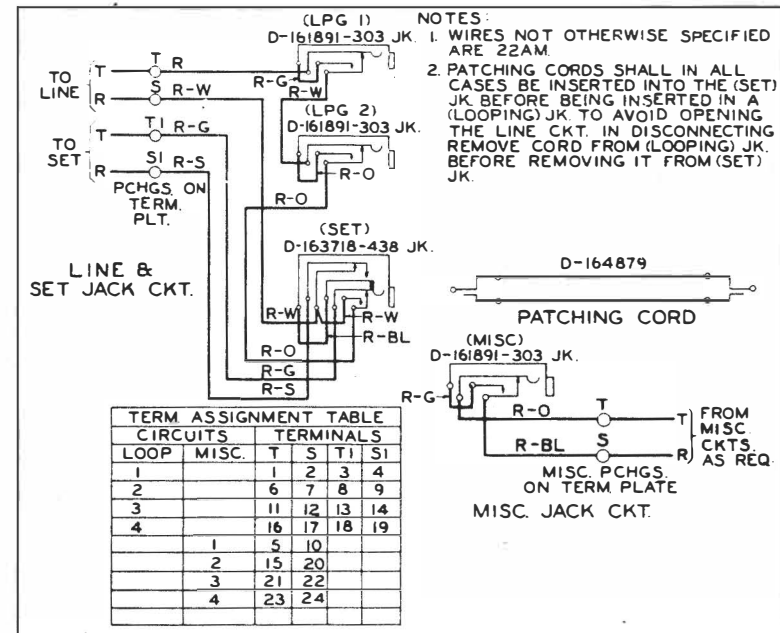 (LPG 1)
D-161891-303 JK.
NOTES:
1. WIRES NOT OTHERWISE SPECIFIED
ARE 22AM.
2. PATCHING CORDS SHALL IN ALL
CASES BE INSERTED INTO THE (SET)
JK. BEFORE BEING INSERTED IN A
(LOOPING) JK. TO AVOID OPENING
THE LINE CKT. IN DISCONNECTING
REMOVE CORD FROM (LOOPING) JK.
BEFORE REMOVING IT FROM (SET)
JK.
TO LINE
T T R
R S R-W
R-G
R-W
(LPG 2)
D-161891-303 JK.
TO SET
T T1 R-G
R S1 R-S
PCHGS. ON
TERM.
PLT.
R-O
R-O
(SET)
D-163718-438 JK.
LINE &
SET JACK CKT.
R-W
R-W
R-BL
R-O
R-G
R-S
D-164879
PATCHING CORD
(MISC)
D-161891-303 JK.
R-G
R-O T T
R-BL S R
FROM
MISC.
CKTS.
AS REQ.
MISC. PCHGS.
ON TERM. PLATE
MISC. JACK CKT.
TERM. ASSIGNMENT TABLE
CIRCUITS TERMINALS
LOOP MISC. T S T1 S1
1 1 2 3 4
2 6 7 8 9
3 11 12 13 14
4 16 17 18 19
1 5 10
2 15 20
3 21 22
4 23 24